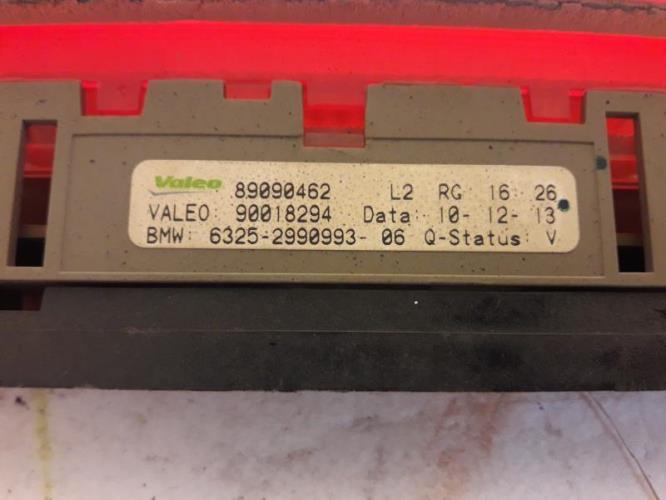 Valeo 89090462 L2 RG 16 26
VALEO: 90018294 Data: 10-12-13
BMW: 6325-2990993-06 Q-Status: V